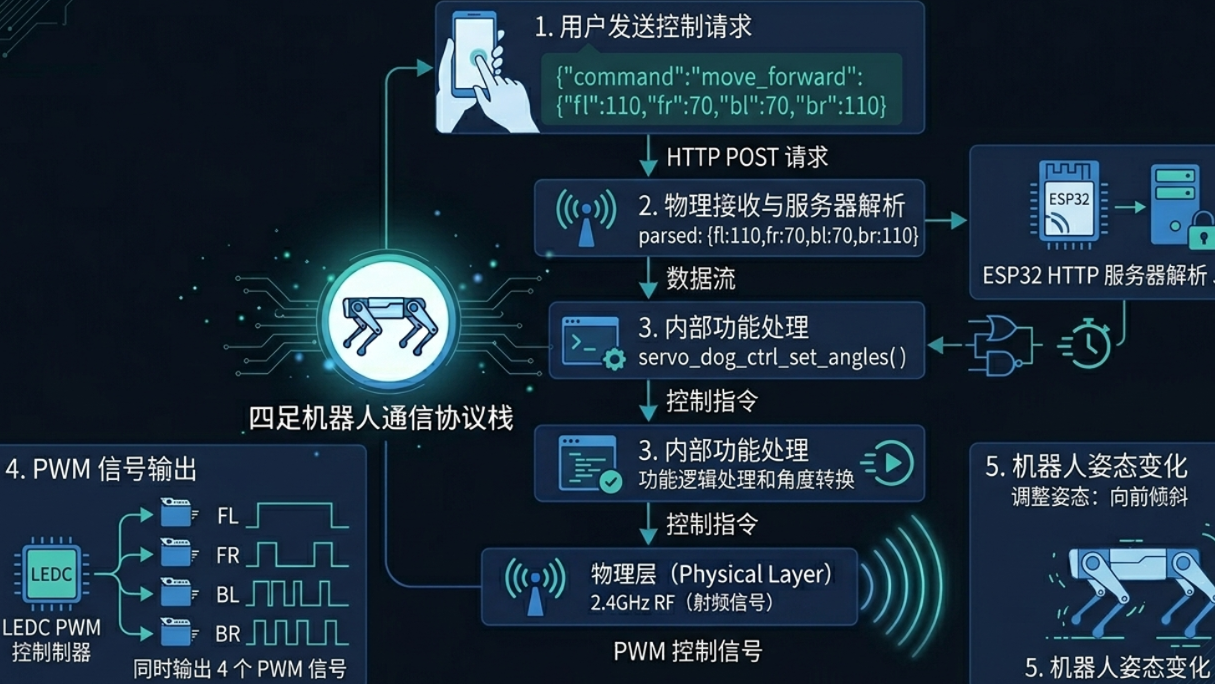 1. 用户发送控制请求
{"command":"move_forward":
{"fl":110,"fr":70,"bl":70,"br":110}
HTTP POST 请求
2. 物理接收与服务器解析
parsed: {fl:110,fr:70,bl:70,br:110}
ESP32
ESP32 HTTP 服务器解析
数据流
3. 内部功能处理
servo_dog_ctrl_set_angles()
控制指令
四足机器人通信协议栈
3. 内部功能处理
功能逻辑处理和角度转换
控制指令
物理层（Physical Layer）
2.4GHz RF（射频信号）
PWM 控制信号
4. PWM 信号输出
FL
FR
LEDC
BL
BR
LEDC PWM
控制制器
同时输出 4 个 PWM 信号
5. 机器人姿态变化
调整姿态：向前倾斜
5. 机器人姿态变化